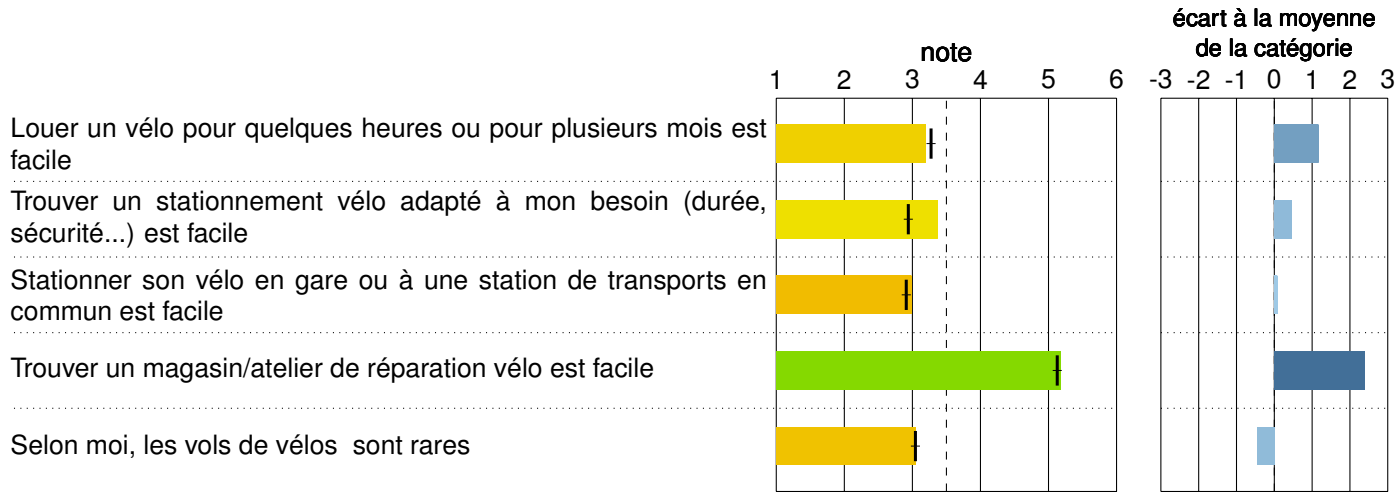 écart à la moyenne
de la catégorie
note
1 2 3 4 5 6
-3 -2 -1 0 1 2 3
Louer un vélo pour quelques heures ou pour plusieurs mois est
facile
Trouver un stationnement vélo adapté à mon besoin (durée,
sécurité...) est facile
Stationner son vélo en gare ou à une station de transports en
commun est facile
Trouver un magasin/atelier de réparation vélo est facile
Selon moi, les vols de vélos sont rares